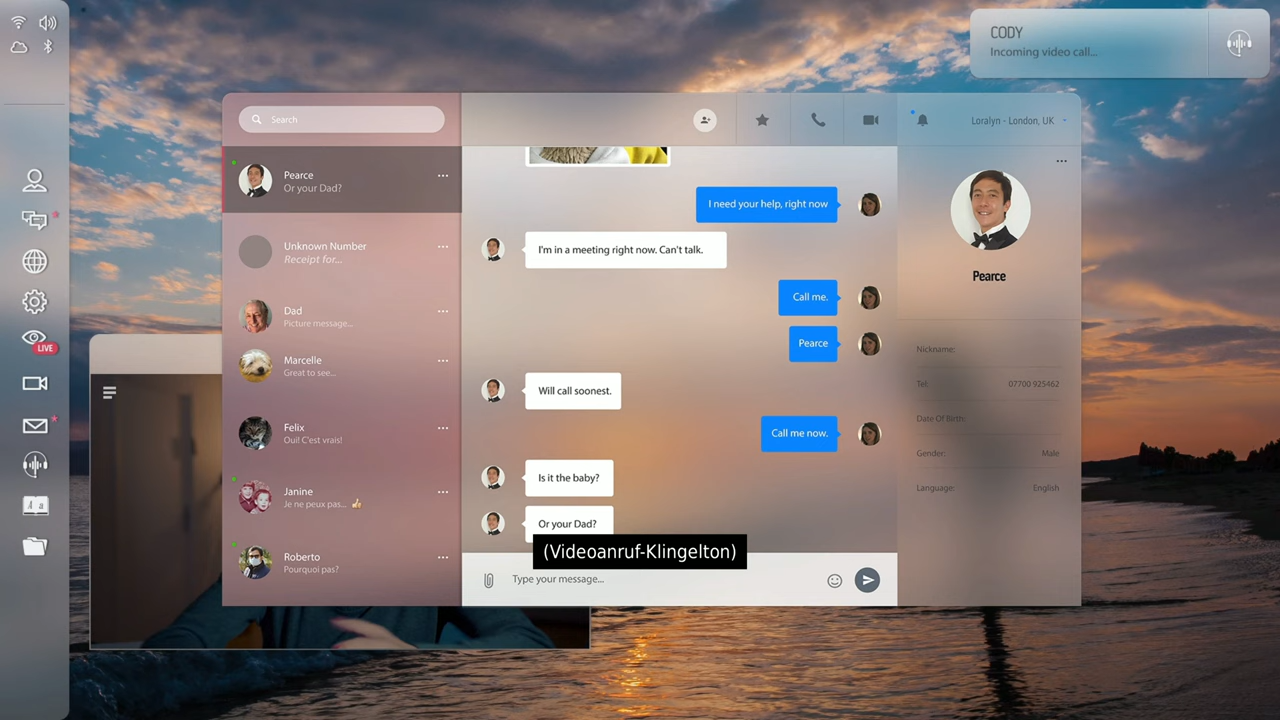 CODY
Incoming video call...
Search
Loralyn - London, UK
Pearce
Or your Dad?
Unknown Number
Receipt for...
Dad
Picture message...
Marcelie
Great to see...
Felix
Oui! C'est vrai!
Janine
Je ne peux pas... 👍
Roberto
Pourquoi pas?
LIVE
A a
I need your help, right now
I'm in a meeting right now. Can't talk.
Call me.
Pearce
Will call soonest.
Call me now.
Is it the baby?
Or your Dad?
(Videoanruf-Klingelton)
Type your message...
Pearce
Nickname:
Tel: 07700 925462
Date Of Birth:
Gender: Male
Language: English